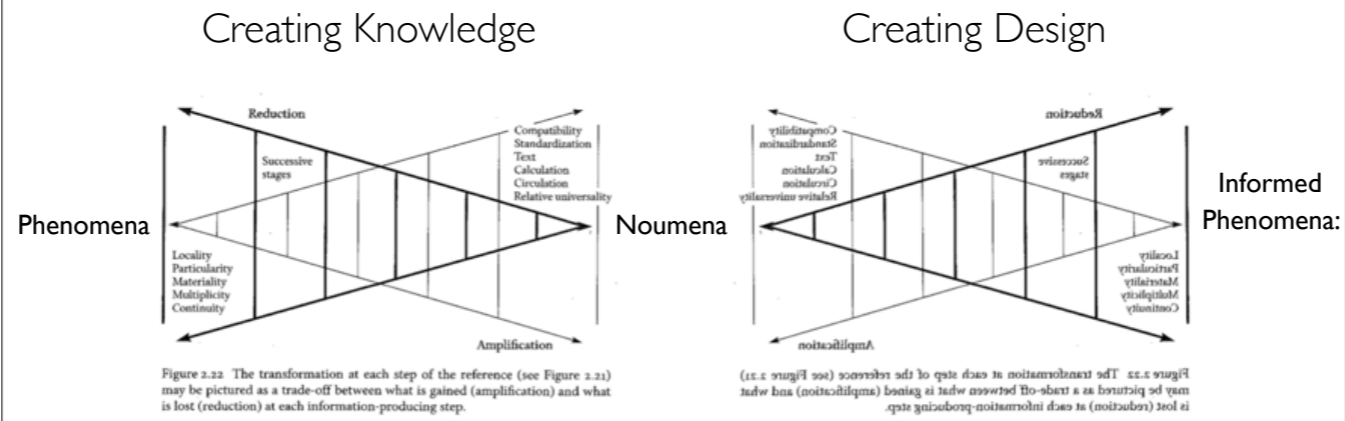 Creating Knowledge
Creating Design
Reduction
Compatibility
Standardization
Text
Calculation
Circulation
Relative universality
Successive
stages
Phenomena
Locality
Particularity
Materiality
Multiplicity
Continuity
Amplification
Figure 2.22 The transformation at each step of the reference (see Figure 2.21)
may be pictured as a trade-off between what is gained (amplification) and what
is lost (reduction) at each information-producing step.
Noumena
Reduction
Compatibility
Standardization
Text
Calculation
Circulation
Relative universality
Successive
stages
Informed
Phenomena:
Locality
Particularity
Materiality
Multiplicity
Continuity
Amplification
Figure 2.22 The transformation at each step of the reference (see Figure 2.21)
may be pictured as a trade-off between what is gained (amplification) and what
is lost (reduction) at each information-producing step.